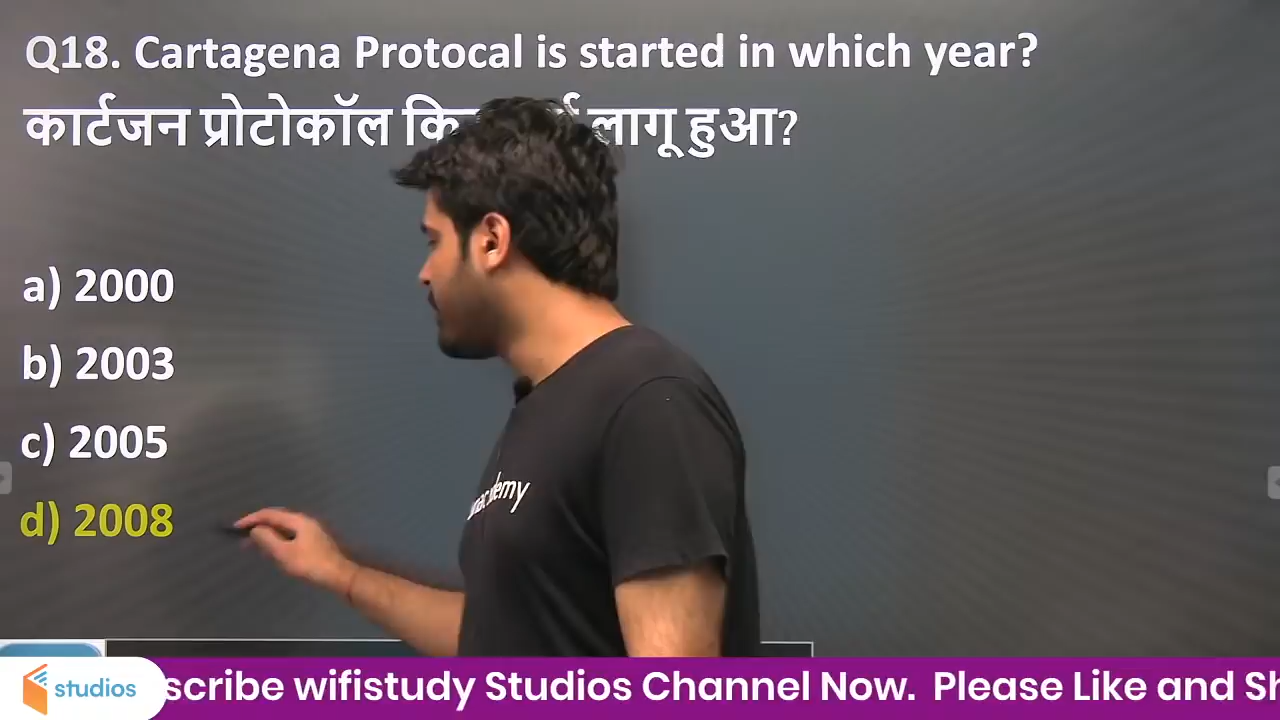 Q18. Cartagena Protocal is started in which year?
कार्टजन प्रोटोकॉल लागू हुआ?
a) 2000
b) 2003
c) 2005
d) 2008
studios
scribe wifistudy Studios Channel Now. Please Like and Sh